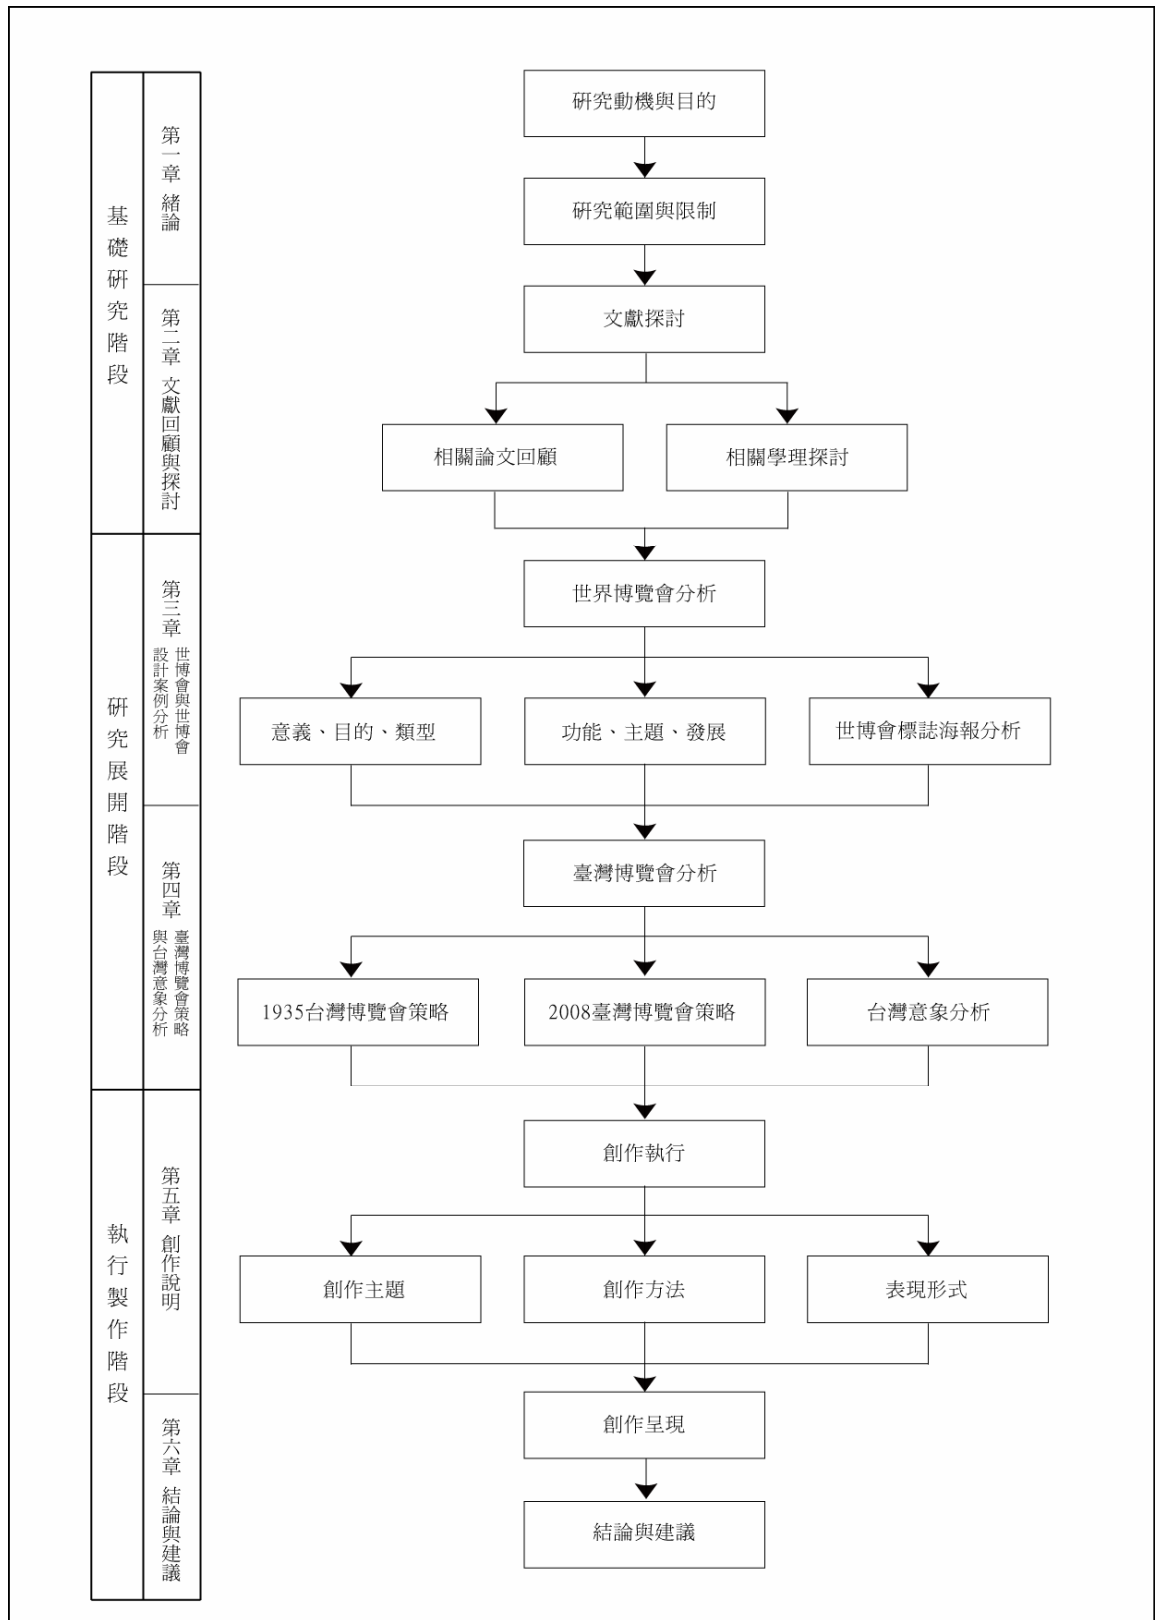 基礎研究階段
第一章 緒論
第二章 文獻回顧與探討
研究展開階段
第三章
世博會與世博會
設計案例分析
第四章
臺灣博覽會策略
與台灣意象分析
執行製作階段
第五章 創作說明
第六章 結論與建議
研究動機與目的
研究範圍與限制
文獻探討
相關論文回顧
相關學理探討
世界博覽會分析
意義、目的、類型
功能、主題、發展
世博會標誌海報分析
臺灣博覽會分析
1935台灣博覽會策略
2008臺灣博覽會策略
台灣意象分析
創作執行
創作主題
創作方法
表現形式
創作呈現
結論與建議